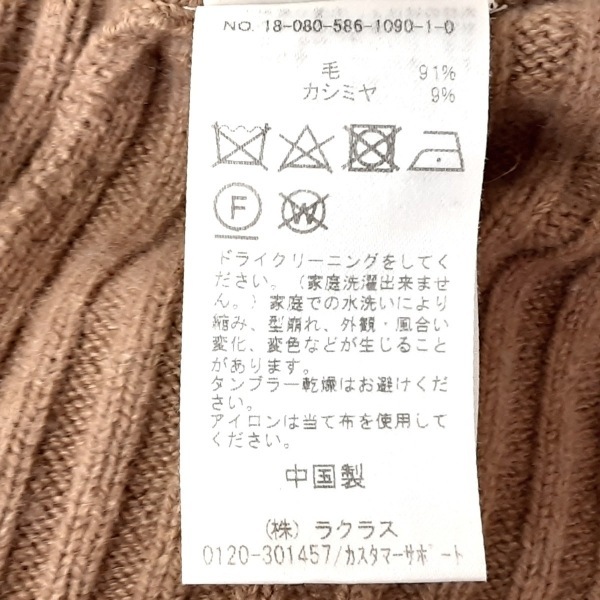 NO. 18-080-586-1090-1-0
毛 91%
カシミヤ 9%
F
W
ドライクリーニングをしてく
ださい。(家庭洗濯出来ませ
ん。)家庭での水洗いにより
縮み、型崩れ、外観・風合い
変化、変色などが生じること
があります。
タンブラー乾燥はお避けくだ
さい。
アイロンは当て布を使用して
ください。
中国製
(株) ラクラス
0120-301457/カスタマーサポート